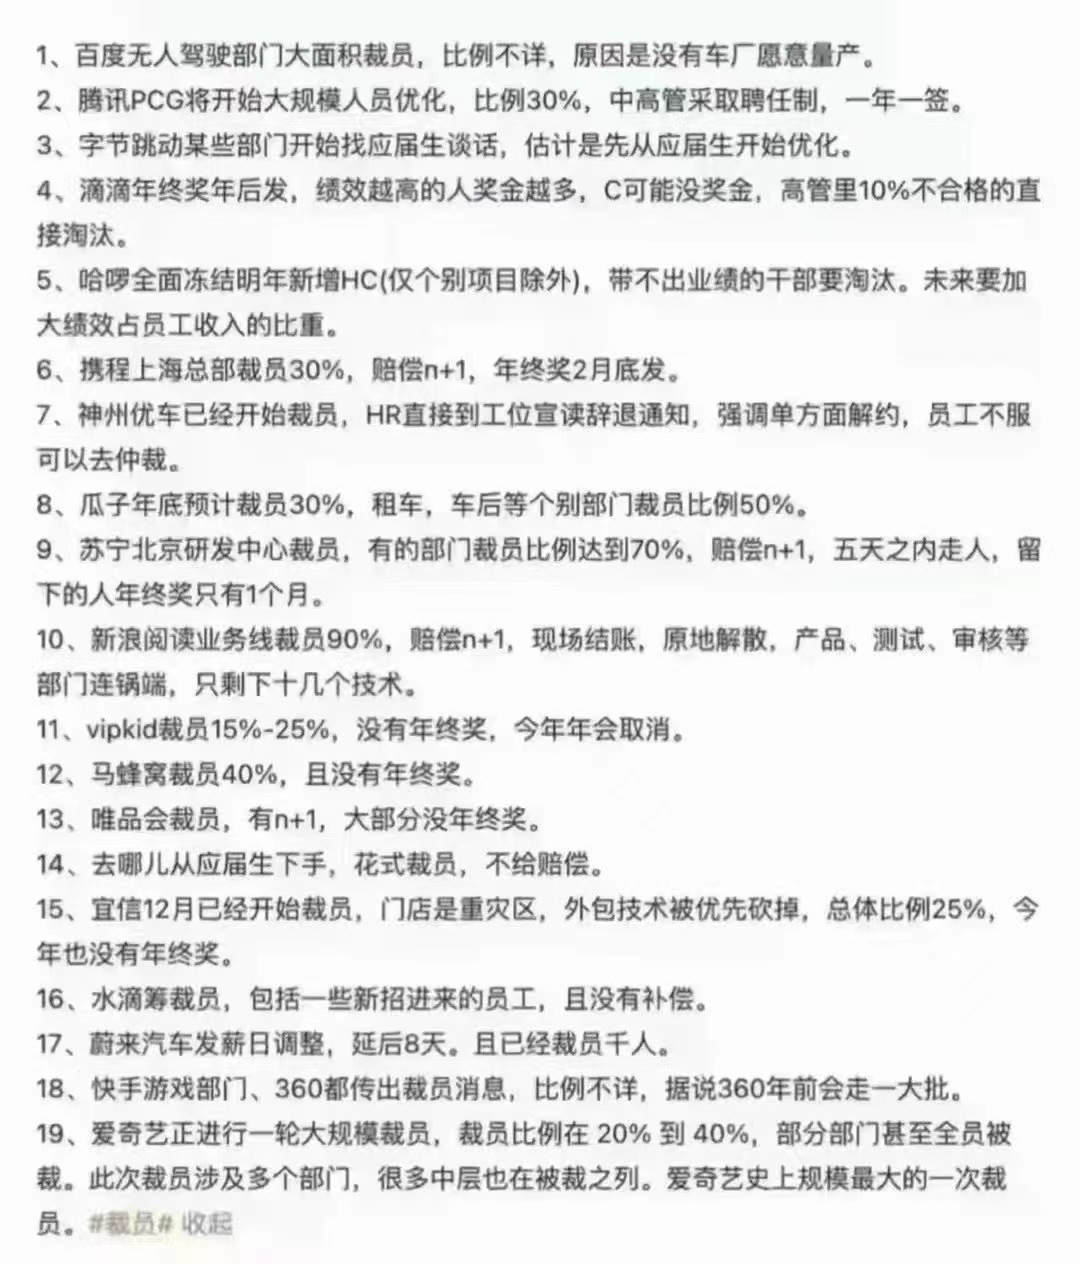 1、百度无人驾驶部门大面积裁员，比例不详，原因是没有车厂愿意量产。
2、腾讯PCG将开始大规模人员优化，比例30%，中高管采取聘任制，一年一签。
3、字节跳动某些部门开始找应届生谈话，估计是先从应届生开始优化。
4、滴滴年终奖年后发，绩效越高的人奖金越多，C可能没奖金，高管里10%不合格的直
接淘汰。
5、哈啰全面冻结明年新增HC(仅个别项目除外)，带不出业绩的干部要淘汰。未来要加
大绩效占员工收入的比重。
6、携程上海总部裁员30%，赔偿n+1，年终奖2月底发。
7、神州优车已经开始裁员，HR直接到工位宣读辞退通知，强调单方面解约，员工不服
可以去仲裁。
8、瓜子年底预计裁员30%，租车，车后等个别部门裁员比例50%。
9、苏宁北京研发中心裁员，有的部门裁员比例达到70%，赔偿n+1，五天之内走人，留
下的人年终奖只有1个月。
10、新浪阅读业务线裁员90%，赔偿n+1，现场结账，原地解散，产品、测试、审核等
部门连锅端，只剩下十几个技术。
11、vipkid裁员15%-25%，没有年终奖，今年年会取消。
12、马蜂窝裁员40%，且没有年终奖。
13、唯品会裁员，有n+1，大部分没年终奖。
14、去哪儿从应届生下手，花式裁员，不给赔偿。
15、宜信12月已经开始裁员，门店是重灾区，外包技术被优先砍掉，总体比例25%，今
年也没有年终奖。
16、水滴筹裁员，包括一些新招进来的员工，且没有补偿。
17、蔚来汽车发薪日调整，延后8天。且已经裁员千人。
18、快手游戏部门、360都传出裁员消息，比例不详，据说360年前会走一大批。
19、爱奇艺正进行一轮大规模裁员，裁员比例在 20% 到 40%，部分部门甚至全员被
裁。此次裁员涉及多个部门，很多中层也在被裁之列。爱奇艺史上规模最大的一次裁
员。#裁员# 收起